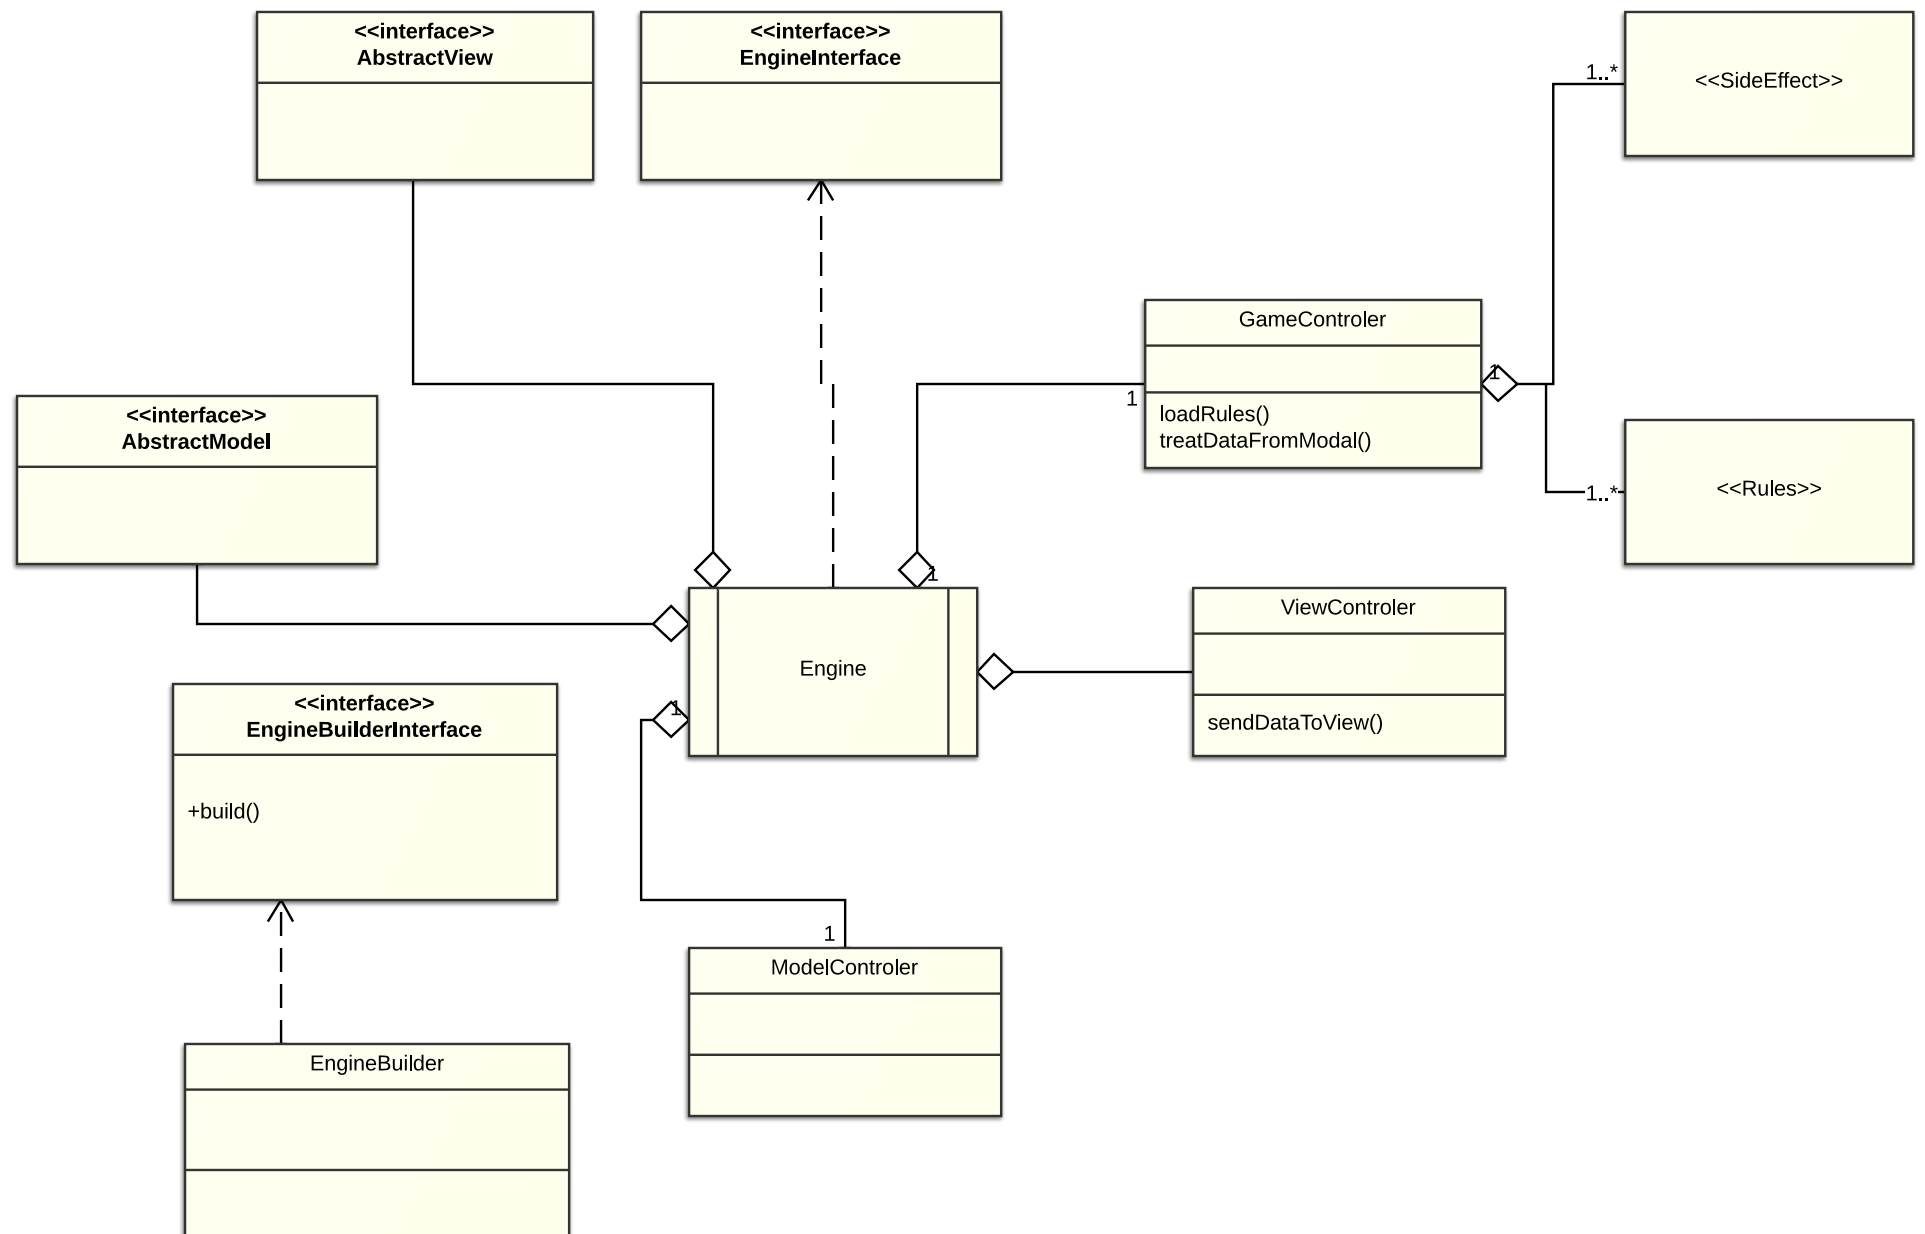 <<interface>>
AbstractView
<<interface>>
EngineInterface
1..*
<<SideEffect>>
GameControler
1
loadRules()
treatDataFromModal()
1
1..*
<<Rules>>
<<interface>>
AbstractModel
1
Engine
ViewControler
sendDataToView()
<<interface>>
EngineBuilderInterface
+build()
1
1
ModelControler
EngineBuilder